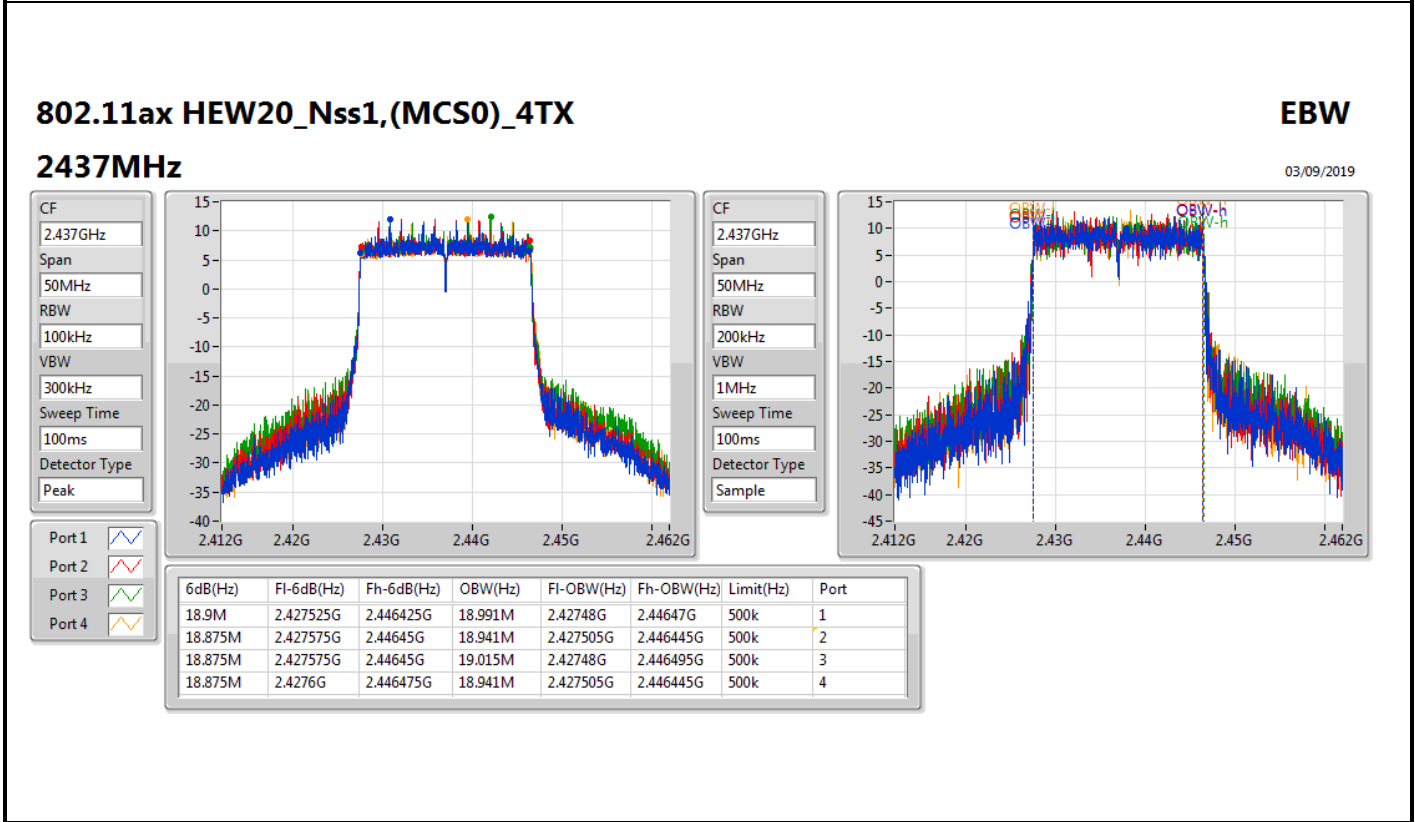 802.11ax HEW20_Nss1,(MCS0)_4TX
EBW
2437MHz
03/09/2019
CF
2.437GHz
Span
50MHz
RBW
100kHz
VBW
300kHz
Sweep Time
100ms
Detector Type
Peak
15
10
5
0
-5
-10
-15
-20
-25
-30
-35
-40
2.412G 2.42G 2.43G 2.44G 2.45G 2.462G
CF
2.437GHz
Span
50MHz
RBW
200kHz
VBW
1MHz
Sweep Time
100ms
Detector Type
Sample
OBW-h
15
10
5
0
-5
-10
-15
-20
-25
-30
-35
-40
-45
2.412G 2.42G 2.43G 2.44G 2.45G 2.462G
Port 1
Port 2
Port 3
Port 4
6dB(Hz) Fl-6dB(Hz) Fh-6dB(Hz) OBW(Hz) Fl-OBW(Hz) Fh-OBW(Hz) Limit(Hz) Port
18.9M 2.427525G 2.446425G 18.991M 2.42748G 2.44647G 500k 1
18.875M 2.427575G 2.44645G 18.941M 2.427505G 2.446445G 500k 2
18.875M 2.427575G 2.44645G 19.015M 2.42748G 2.446495G 500k 3
18.875M 2.4276G 2.446475G 18.941M 2.427505G 2.446445G 500k 4